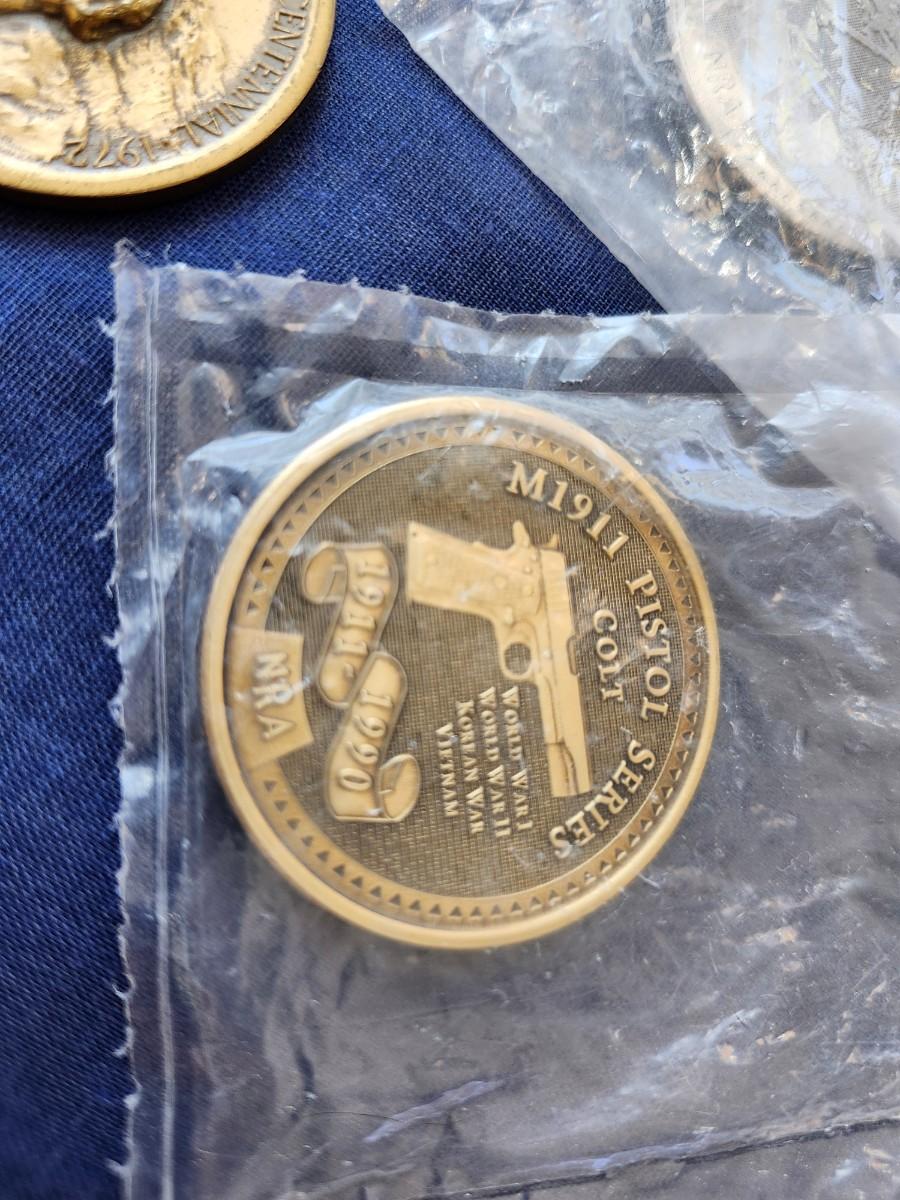 CENTENNIAL · 1972
M1911 PISTOL SERIES
COLT
WORLD WAR I
WORLD WAR II
KOREAN WAR
VIETNAM
1911-1990
NRA